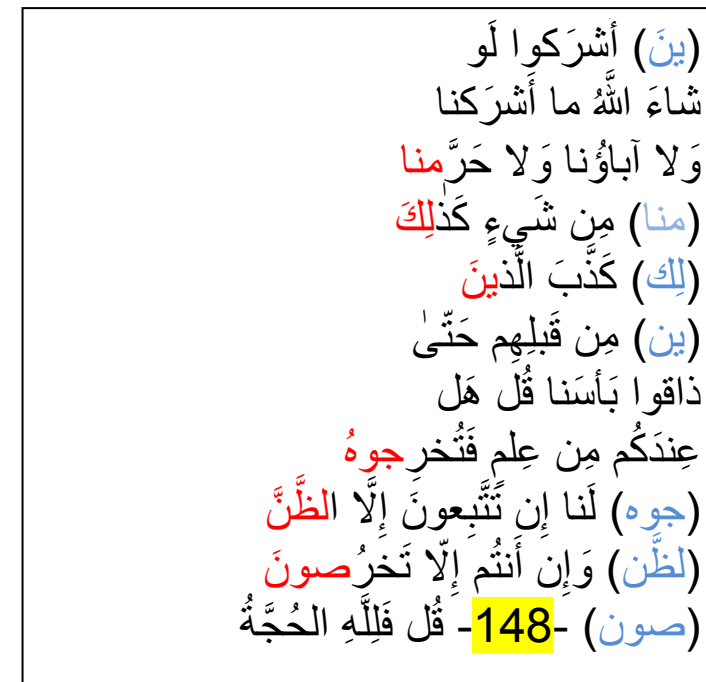 (ينَ) أشرَكوا لَو
شاءَ اللَّهُ ما أَشرَكنا
وَلا آباؤُنا وَلا حَرَّمنا
(منا) مِن شَيءٍ كَذٰلِكَ
(لِك) كَذَّبَ الَّذينَ
(ين) مِن قَبلِهِم حَتّىٰ
ذاقوا بَأسَنا قُل هَل
عِندَكُم مِن عِلمٍ فَتُخرِجوهُ
(جوه) لَنا إِن تَتَّبِعونَ إِلَّا الظَّنَّ
(لظَّن) وَإِن أَنتُم إِلّا تَخرُصونَ
(صون) -148- قُل فَلِلَّهِ الحُجَّةُ